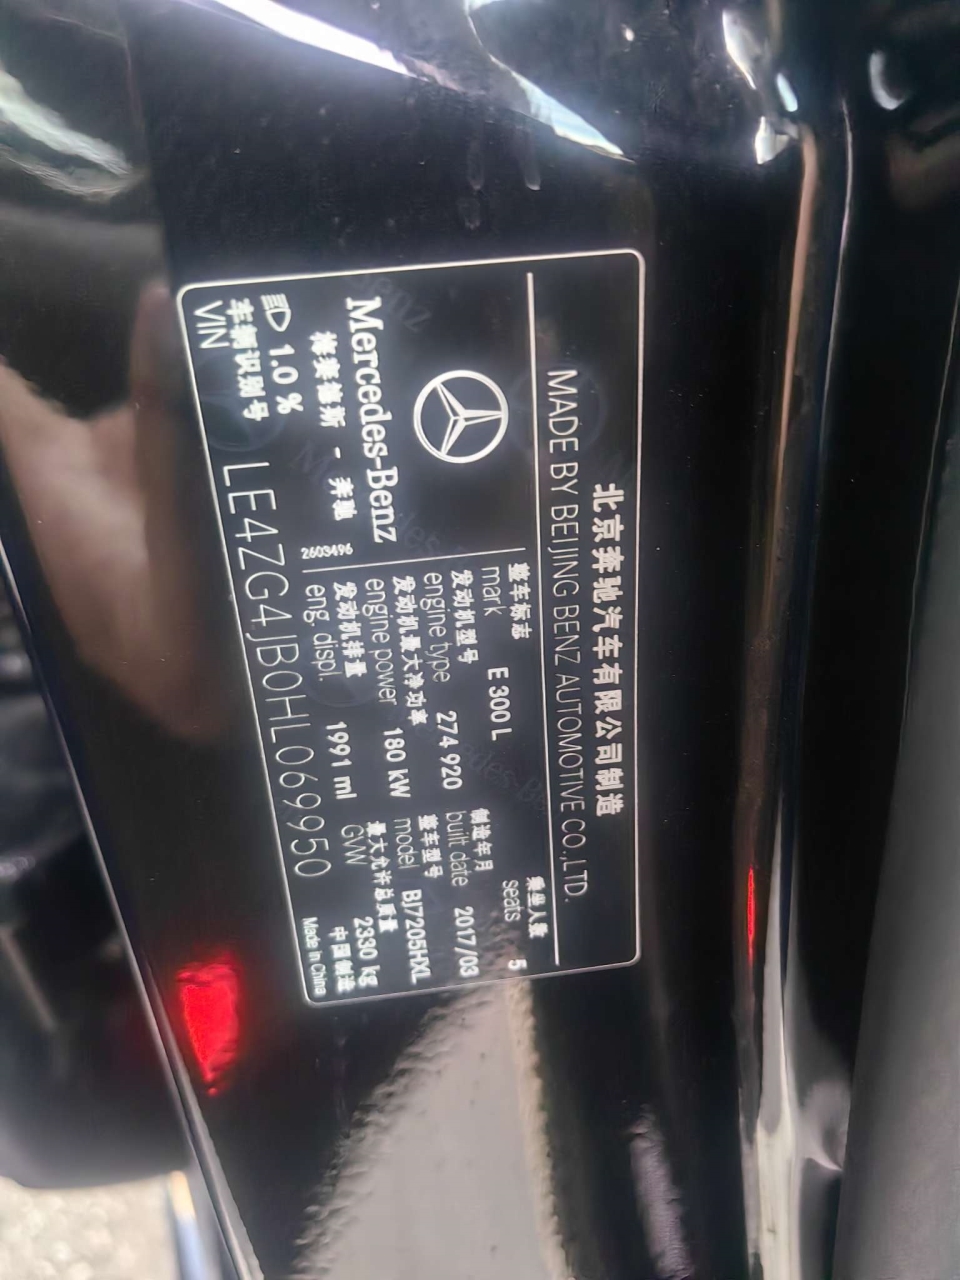 北京奔驰汽车有限公司制造
MADE BY BEIJING BENZ AUTOMOTIVE CO.,LTD.
Mercedes-Benz
梅赛德斯 - 奔驰
2603496
整车标志
mark E 300 L
乘坐人数
seats 5
发动机型号
engine type 274 920
制造年月
built date 2017/03
发动机最大净功率
engine power 180 kW
整车型号
model BJ7205HXL
发动机排量
eng. displ. 1991 ml
最大允许总质量
GVW 2330 kg
1.0 %
车辆识别号
VIN LE4ZG4JB0HL069950
中国制造
Made in China